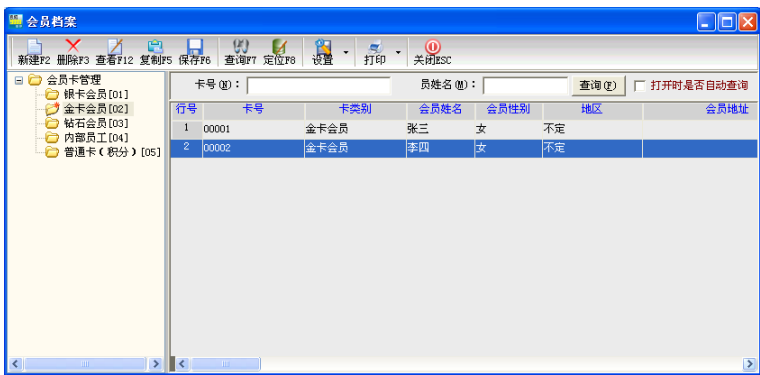 会员档案
新建F2 删除F3 查看F12 复制F5 保存F6 查询F7 定位F8 设置 打印 关闭ESC
会员卡管理
银卡会员[01]
金卡会员[02]
钻石会员[03]
内部员工[04]
普通卡(积分)[05]
卡号(N)： 员姓名(M)： 查询(F) 打开时是否自动查询
行号 卡号 卡类别 会员姓名 会员性别 地区 会员地址
1 00001 金卡会员 张三 女 不定
2 00002 金卡会员 李四 女 不定